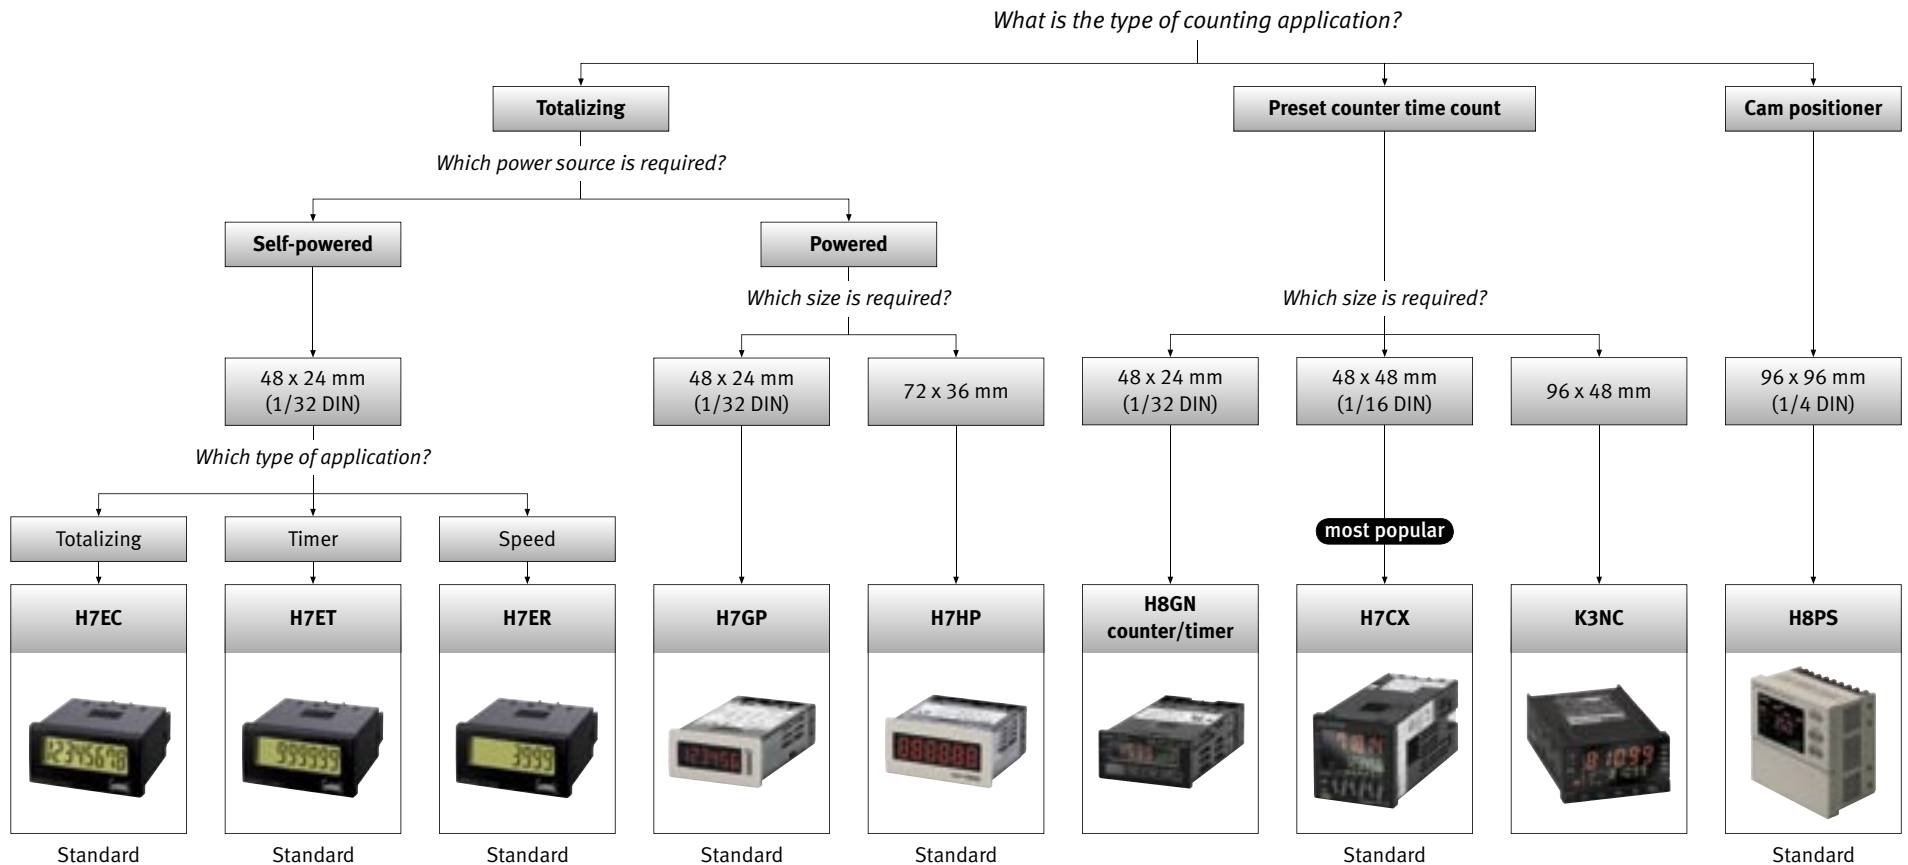 What is the type of counting application?
Totalizing
Preset counter time count
Cam positioner
Which power source is required?
Self-powered
Powered
Which size is required?
Which size is required?
48 x 24 mm
(1/32 DIN)
48 x 24 mm
(1/32 DIN)
72 x 36 mm
48 x 24 mm
(1/32 DIN)
48 x 48 mm
(1/16 DIN)
96 x 48 mm
96 x 96 mm
(1/4 DIN)
Which type of application?
Totalizing
Timer
Speed
most popular
H7EC
H7ET
H7ER
H7GP
H7HP
H8GN
counter/timer
H7CX
K3NC
H8PS
12345678
999999
3999
123456
Standard
Standard
Standard
Standard
Standard
Standard
Standard